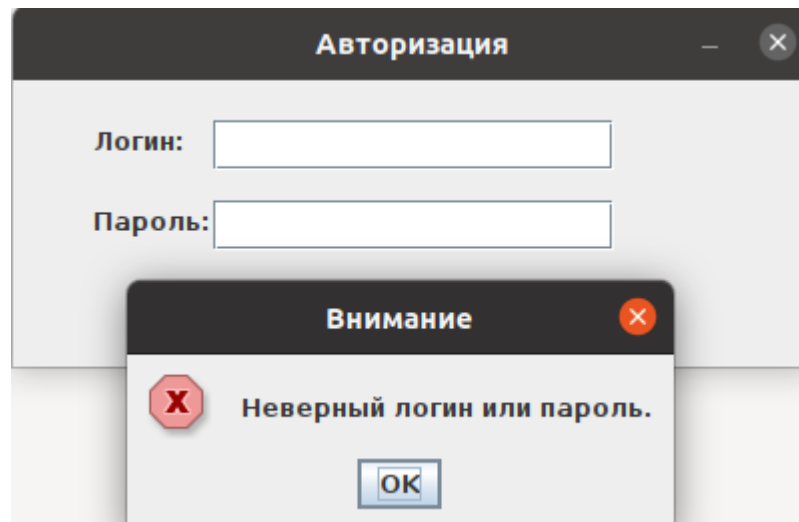 Авторизация
Логин:
Пароль:
Внимание
X
Неверный логин или пароль.
OK